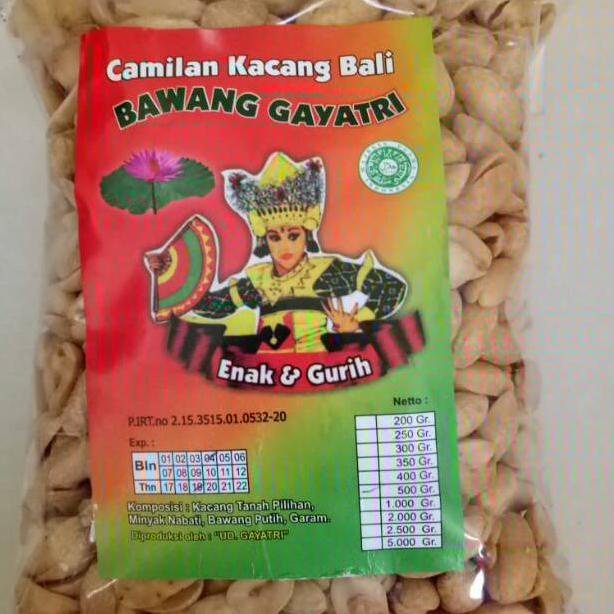 Camilan Kacang Bali
BAWANG GAYATRI
Enak & Gurih
P.IRT.no 2.15.3515.01.0532-20
Exp. :
Bln 01 02 03 04 05 06
07 08 09 10 11 12
Thn 17 18 19 20 21 22
Komposisi : Kacang Tanah Pilihan,
Minyak Nabati, Bawang Putih, Garam.
Diproduksi oleh : "UD. GAYATRI"
Netto :
200 Gr.
250 Gr.
300 Gr.
350 Gr.
400 Gr.
500 Gr.
1.000 Gr.
2.000 Gr.
2.500 Gr.
5.000 Gr.